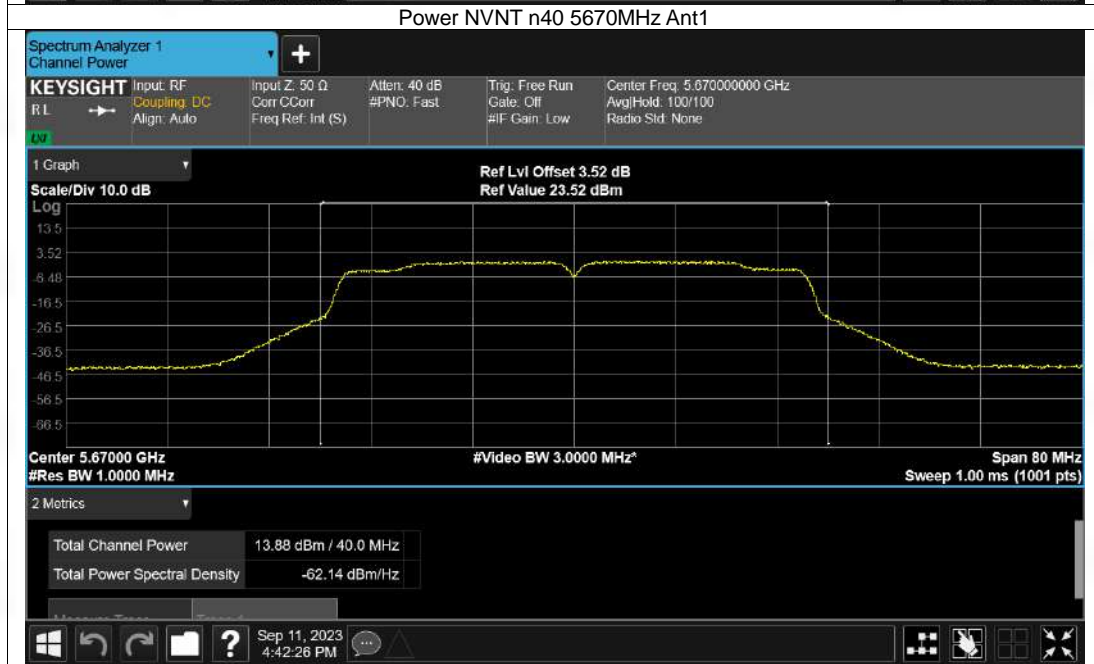 Power NVNT n40 5670MHz Ant1
Spectrum Analyzer 1
Channel Power
+
KEYSIGHT Input: RF Input Z: 50 Ω Atten: 40 dB Trig: Free Run Center Freq: 5.670000000 GHz
RL Coupling: DC Corr CCorr #PNO: Fast Gate: Off Avg|Hold: 100/100
Align: Auto Freq Ref: Int (S) #IF Gain: Low Radio Std: None
1 Graph Ref Lvl Offset 3.52 dB
Scale/Div 10.0 dB Ref Value 23.52 dBm
Log
13.5
3.52
-6.48
-16.5
-26.5
-36.5
-46.5
-56.5
-66.5
Center 5.67000 GHz #Video BW 3.0000 MHz* Span 80 MHz
#Res BW 1.0000 MHz Sweep 1.00 ms (1001 pts)
2 Metrics
Total Channel Power 13.88 dBm / 40.0 MHz
Total Power Spectral Density -62.14 dBm/Hz
? Sep 11, 2023
4:42:26 PM